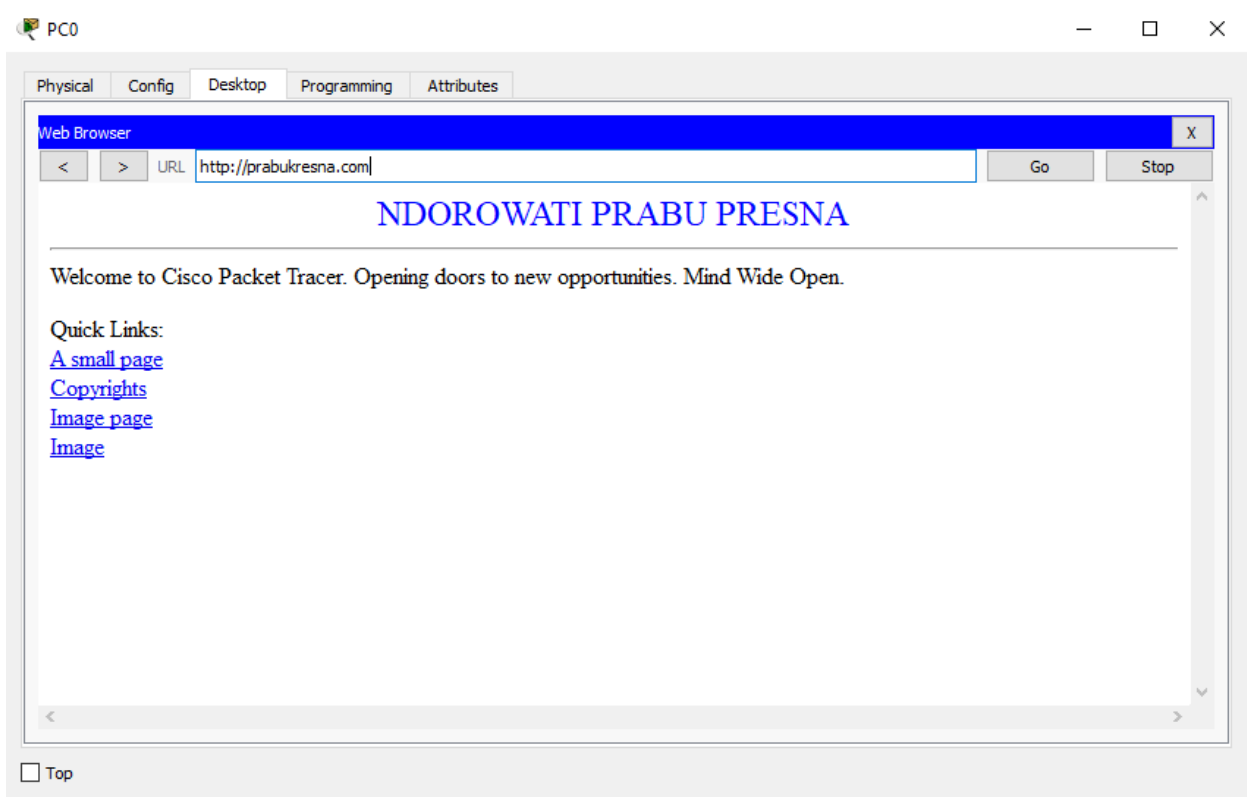 PC0
Physical Config Desktop Programming Attributes
Web Browser X
< > URL http://prabukresna.com Go Stop
NDOROWATI PRABU PRESNA
Welcome to Cisco Packet Tracer. Opening doors to new opportunities. Mind Wide Open.
Quick Links:
A small page
Copyrights
Image page
Image
Top